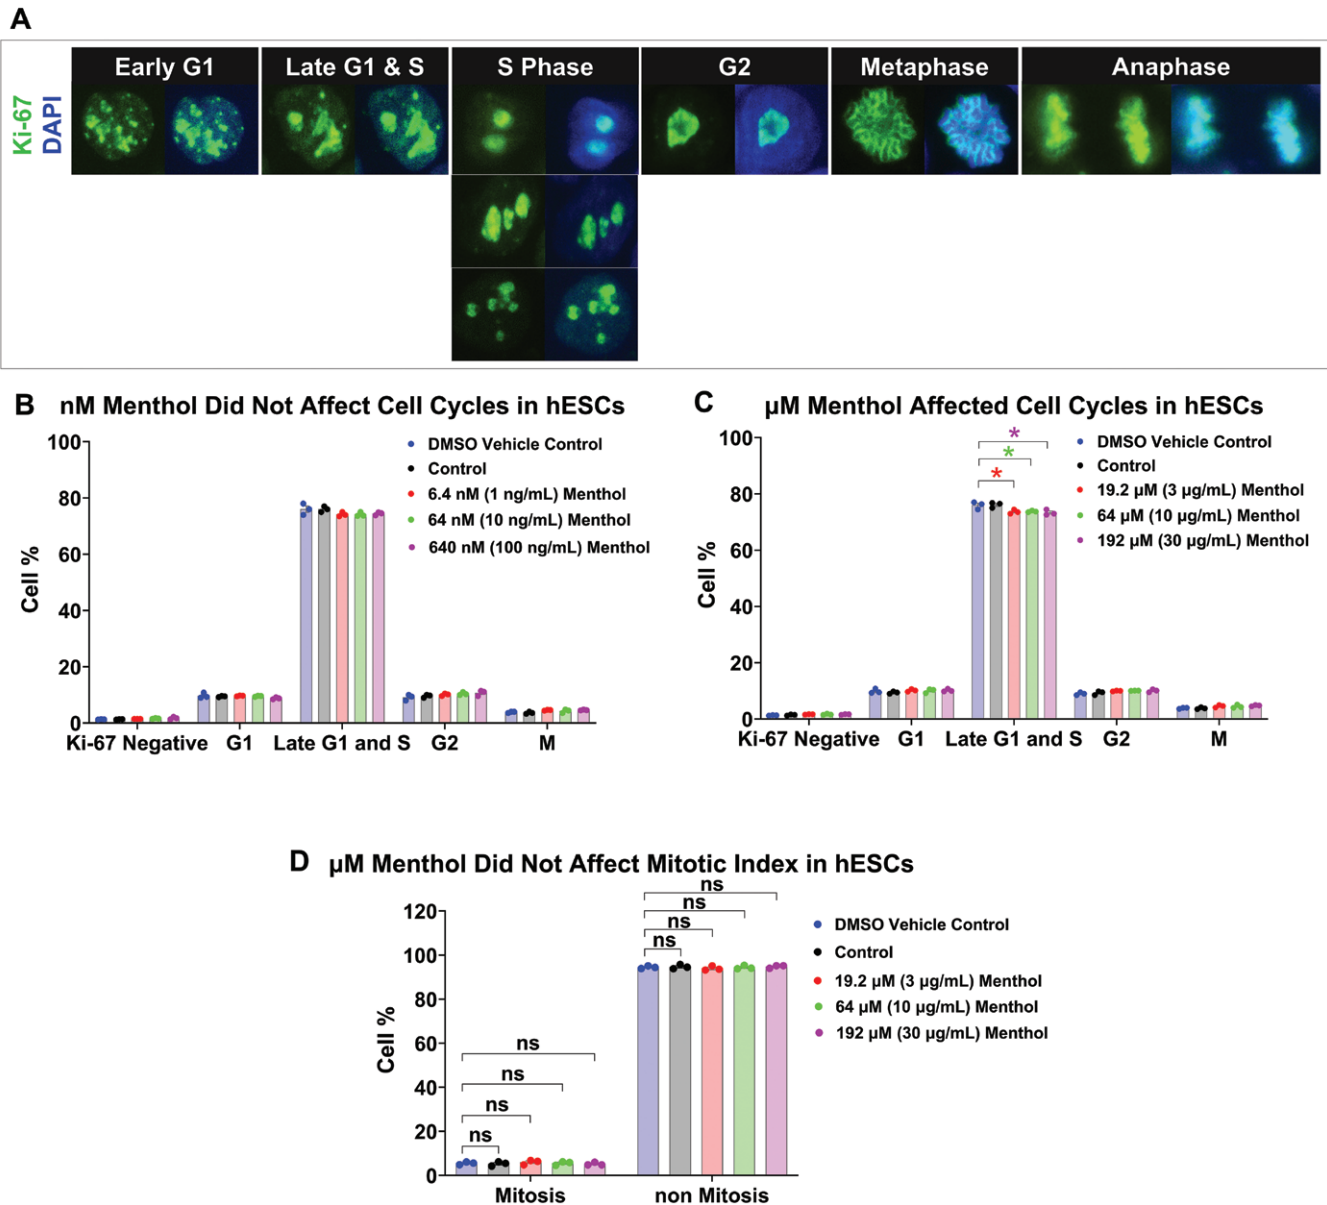 A
Early G1
Late G1 & S
S Phase
G2
Metaphase
Anaphase
Ki-67
DAPI
B nM Menthol Did Not Affect Cell Cycles in hESCs
100
80
60
40
20
0
Cell %
DMSO Vehicle Control
Control
6.4 nM (1 ng/mL) Menthol
64 nM (10 ng/mL) Menthol
640 nM (100 ng/mL) Menthol
Ki-67 Negative G1 Late G1 and S G2 M
C µM Menthol Affected Cell Cycles in hESCs
100
80
60
40
20
0
Cell %
*
*
*
DMSO Vehicle Control
Control
19.2 µM (3 µg/mL) Menthol
64 µM (10 µg/mL) Menthol
192 µM (30 µg/mL) Menthol
Ki-67 Negative G1 Late G1 and S G2 M
D µM Menthol Did Not Affect Mitotic Index in hESCs
120
100
80
60
40
20
0
Cell %
ns
ns
ns
ns
ns
ns
ns
ns
DMSO Vehicle Control
Control
19.2 µM (3 µg/mL) Menthol
64 µM (10 µg/mL) Menthol
192 µM (30 µg/mL) Menthol
Mitosis non Mitosis